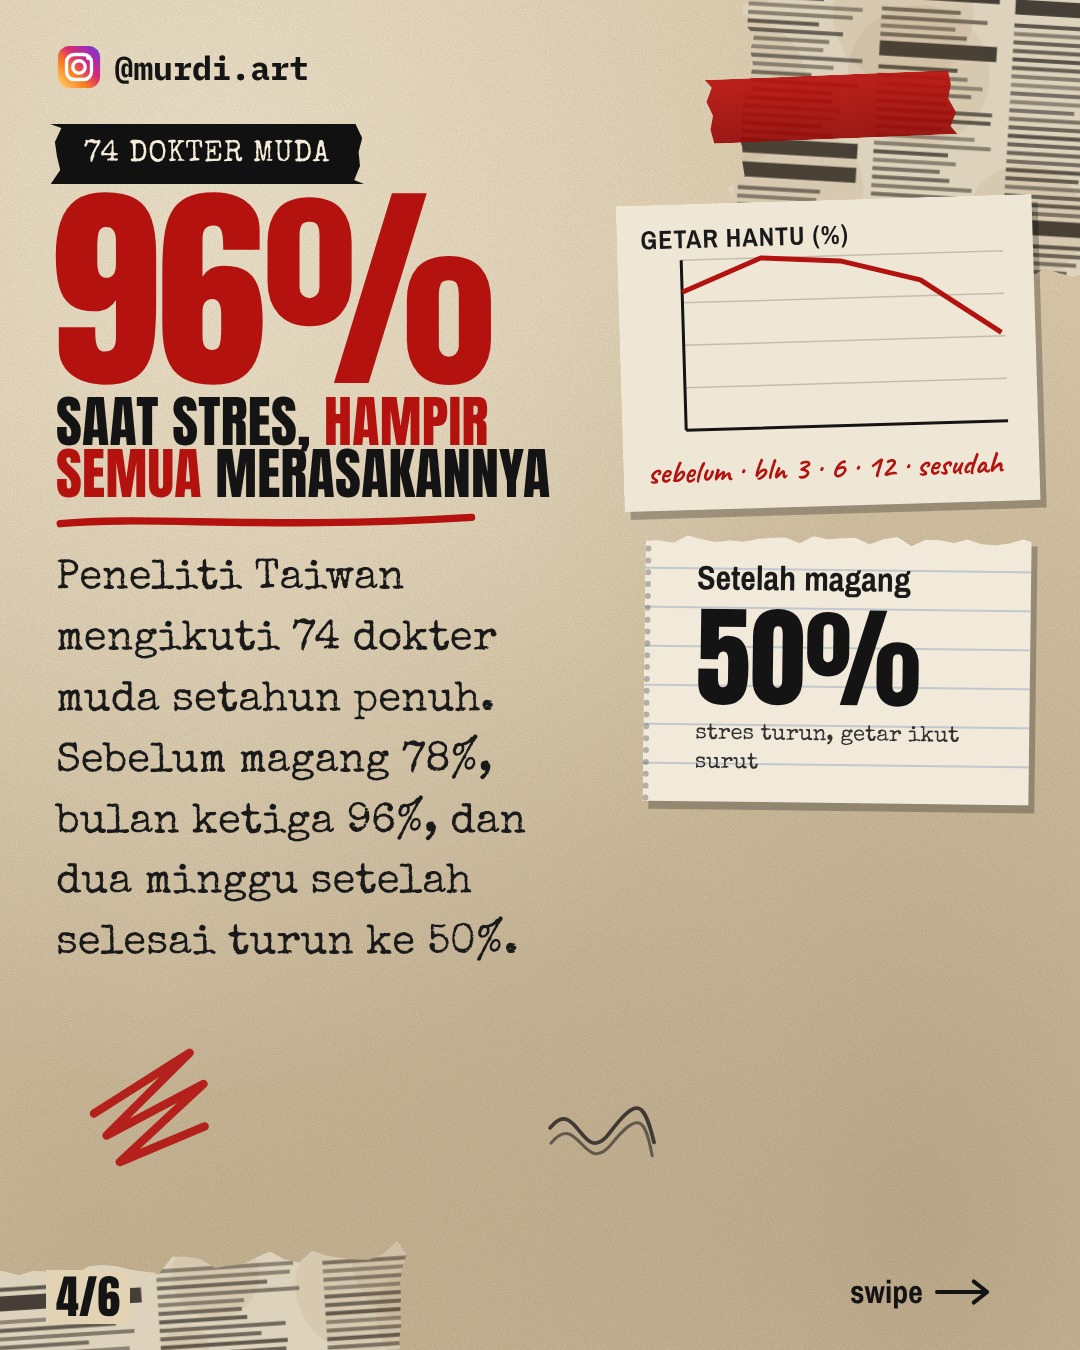 @murdi.art
74 DOKTER MUDA
96%
SAAT STRES, HAMPIR
SEMUA MERASAKANNYA
Peneliti Taiwan
mengikuti 74 dokter
muda setahun penuh.
Sebelum magang 78%,
bulan ketiga 96%, dan
dua minggu setelah
selesai turun ke 50%.
GETAR HANTU (%)
sebelum · bln 3 · 6 · 12 · sesudah
Setelah magang
50%
stres turun, getar ikut
surut
4/6
swipe →